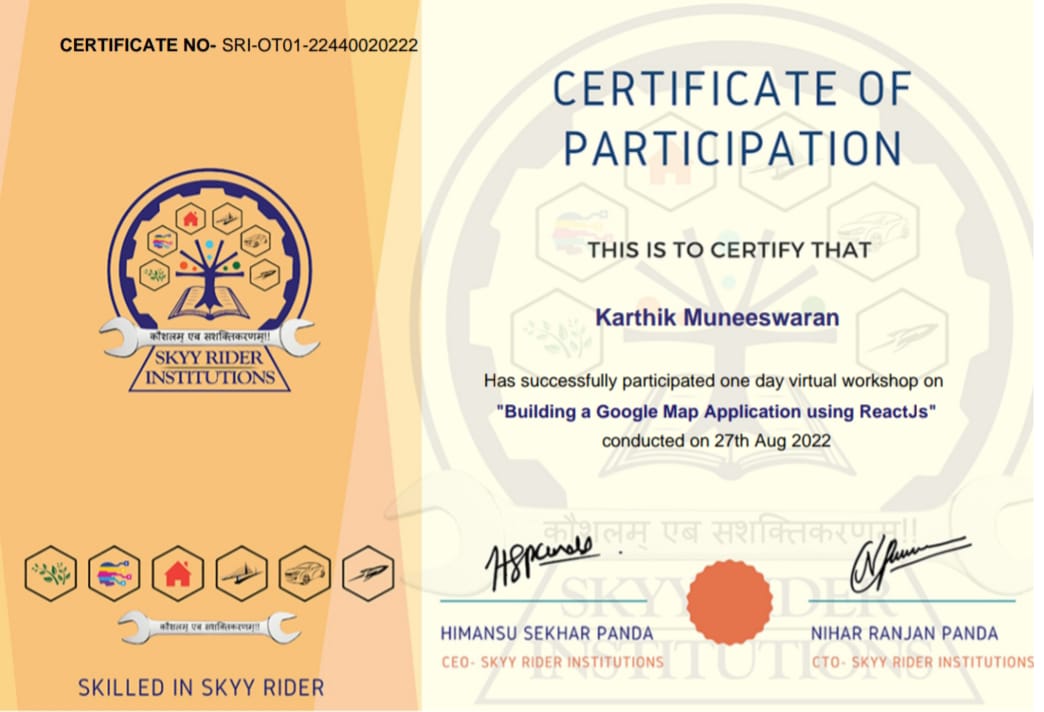 CERTIFICATE NO- SRI-OT01-22440020222
कौशलम् एब सशक्तिकरणम्!!
SKYY RIDER
INSTITUTIONS
कौशलम् एब सशक्तिकरणम्!!
SKILLED IN SKYY RIDER
CERTIFICATE OF
PARTICIPATION
THIS IS TO CERTIFY THAT
Karthik Muneeswaran
Has successfully participated one day virtual workshop on
"Building a Google Map Application using ReactJs"
conducted on 27th Aug 2022
कौशलम् एब सशक्तिकरणम्!!
SKYY RIDER
INSTITUTIONS
HIMANSU SEKHAR PANDA
CEO- SKYY RIDER INSTITUTIONS
NIHAR RANJAN PANDA
CTO- SKYY RIDER INSTITUTIONS